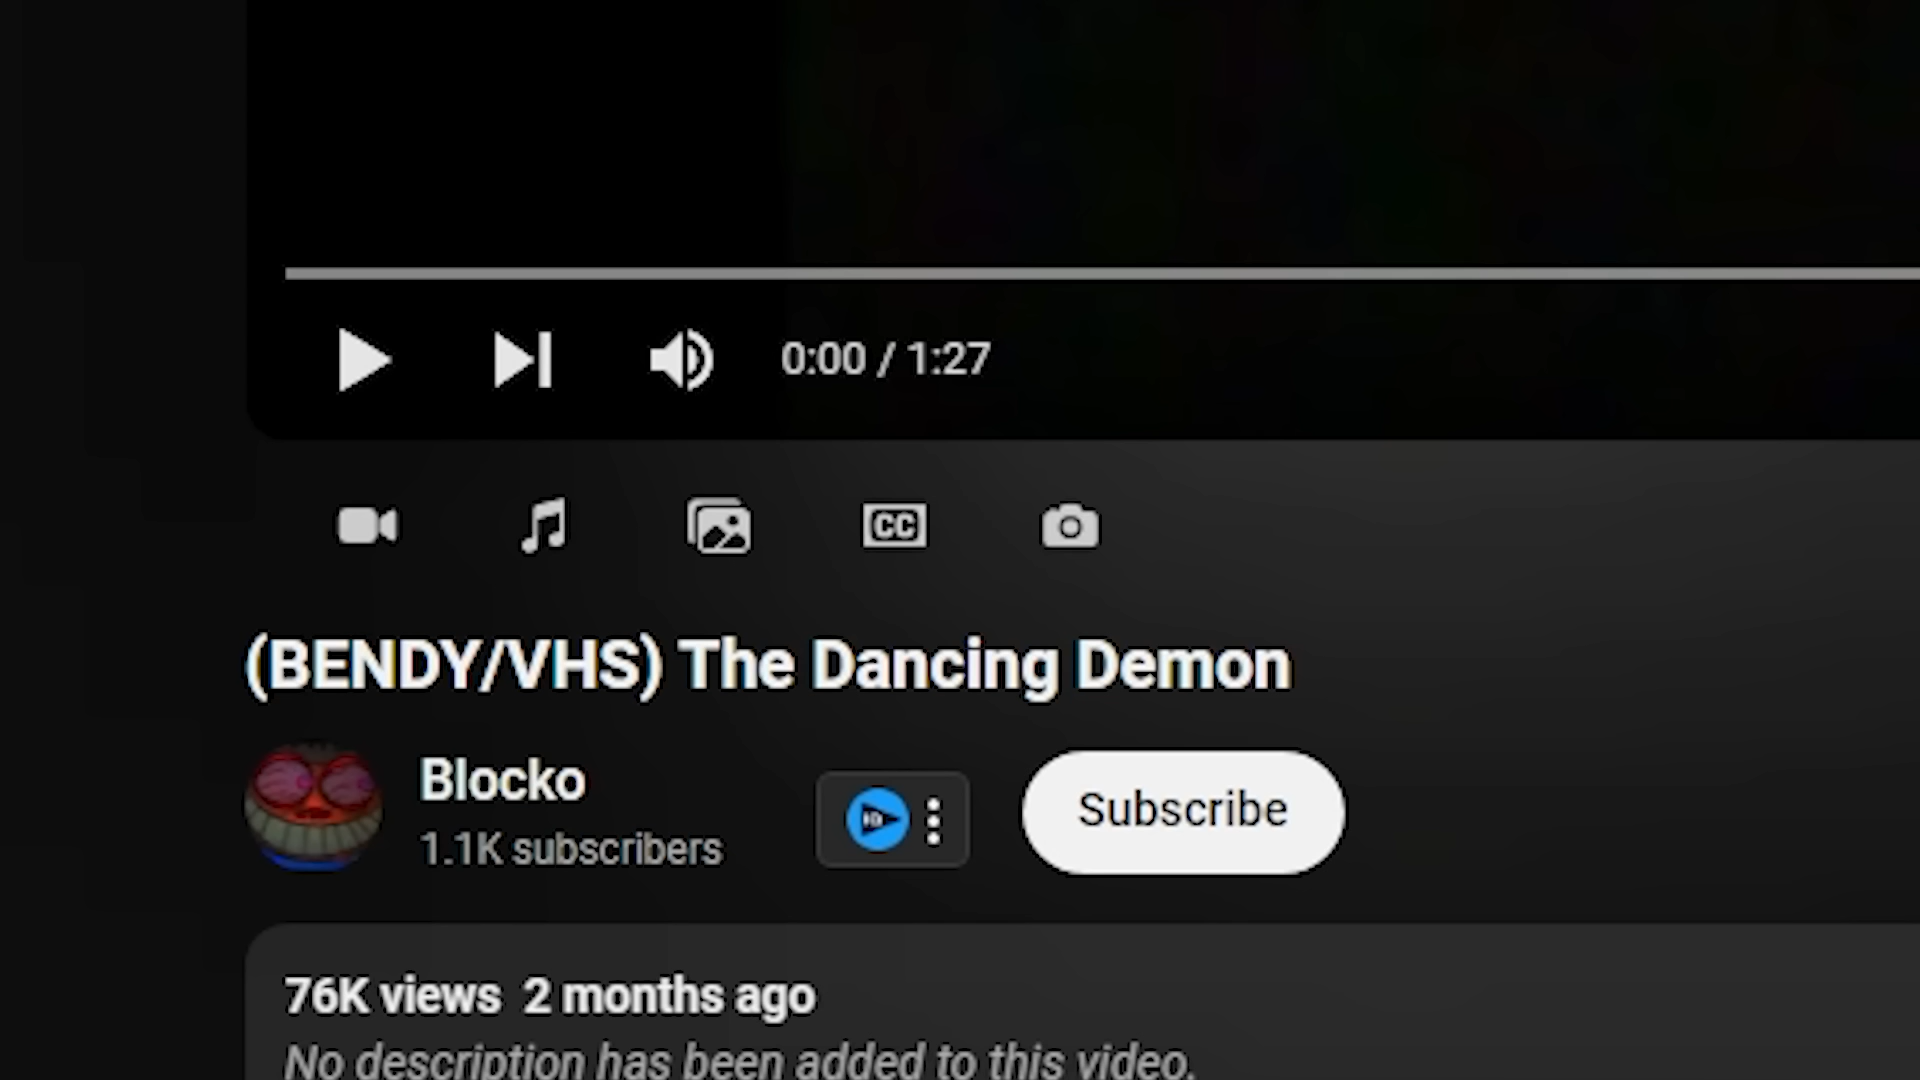 0:00 / 1:27
CC
(BENDY/VHS) The Dancing Demon
Blocko
1.1K subscribers
HD
Subscribe
76K views 2 months ago
No description has been added to this video.